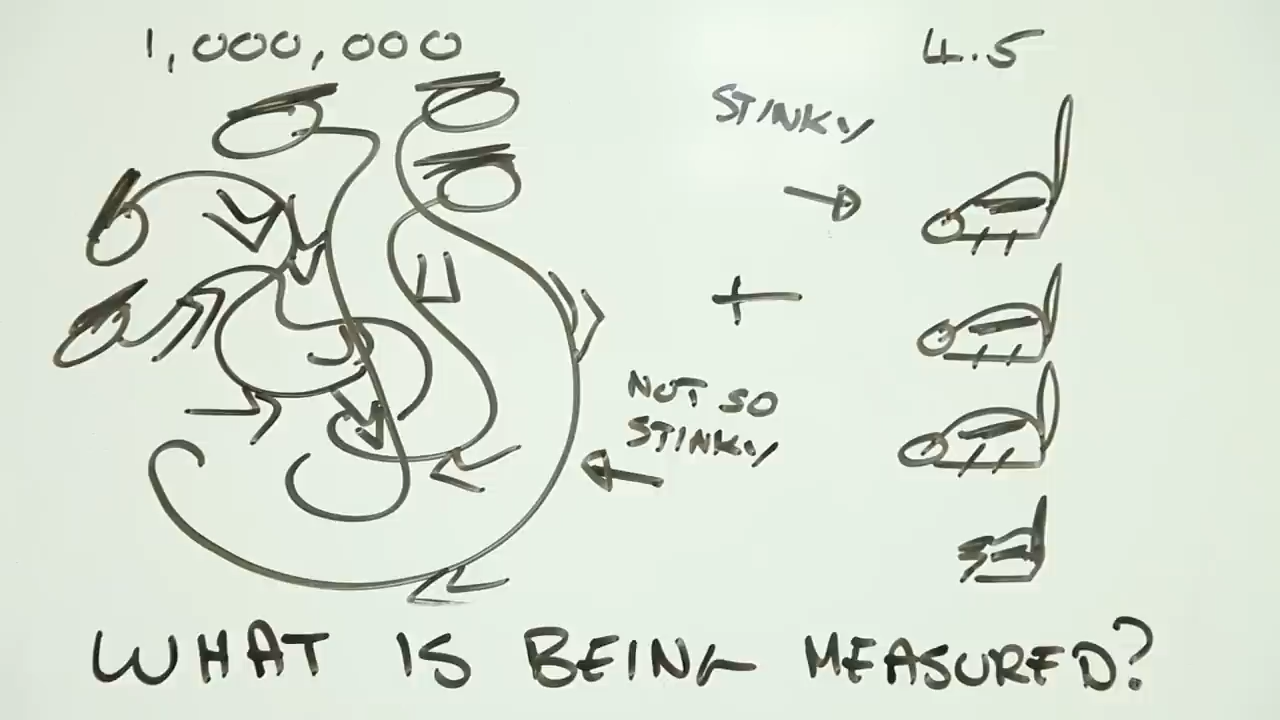 1,000,000
4.5
STINKY
+
NOT SO
STINKY
WHAT IS BEING MEASURED?